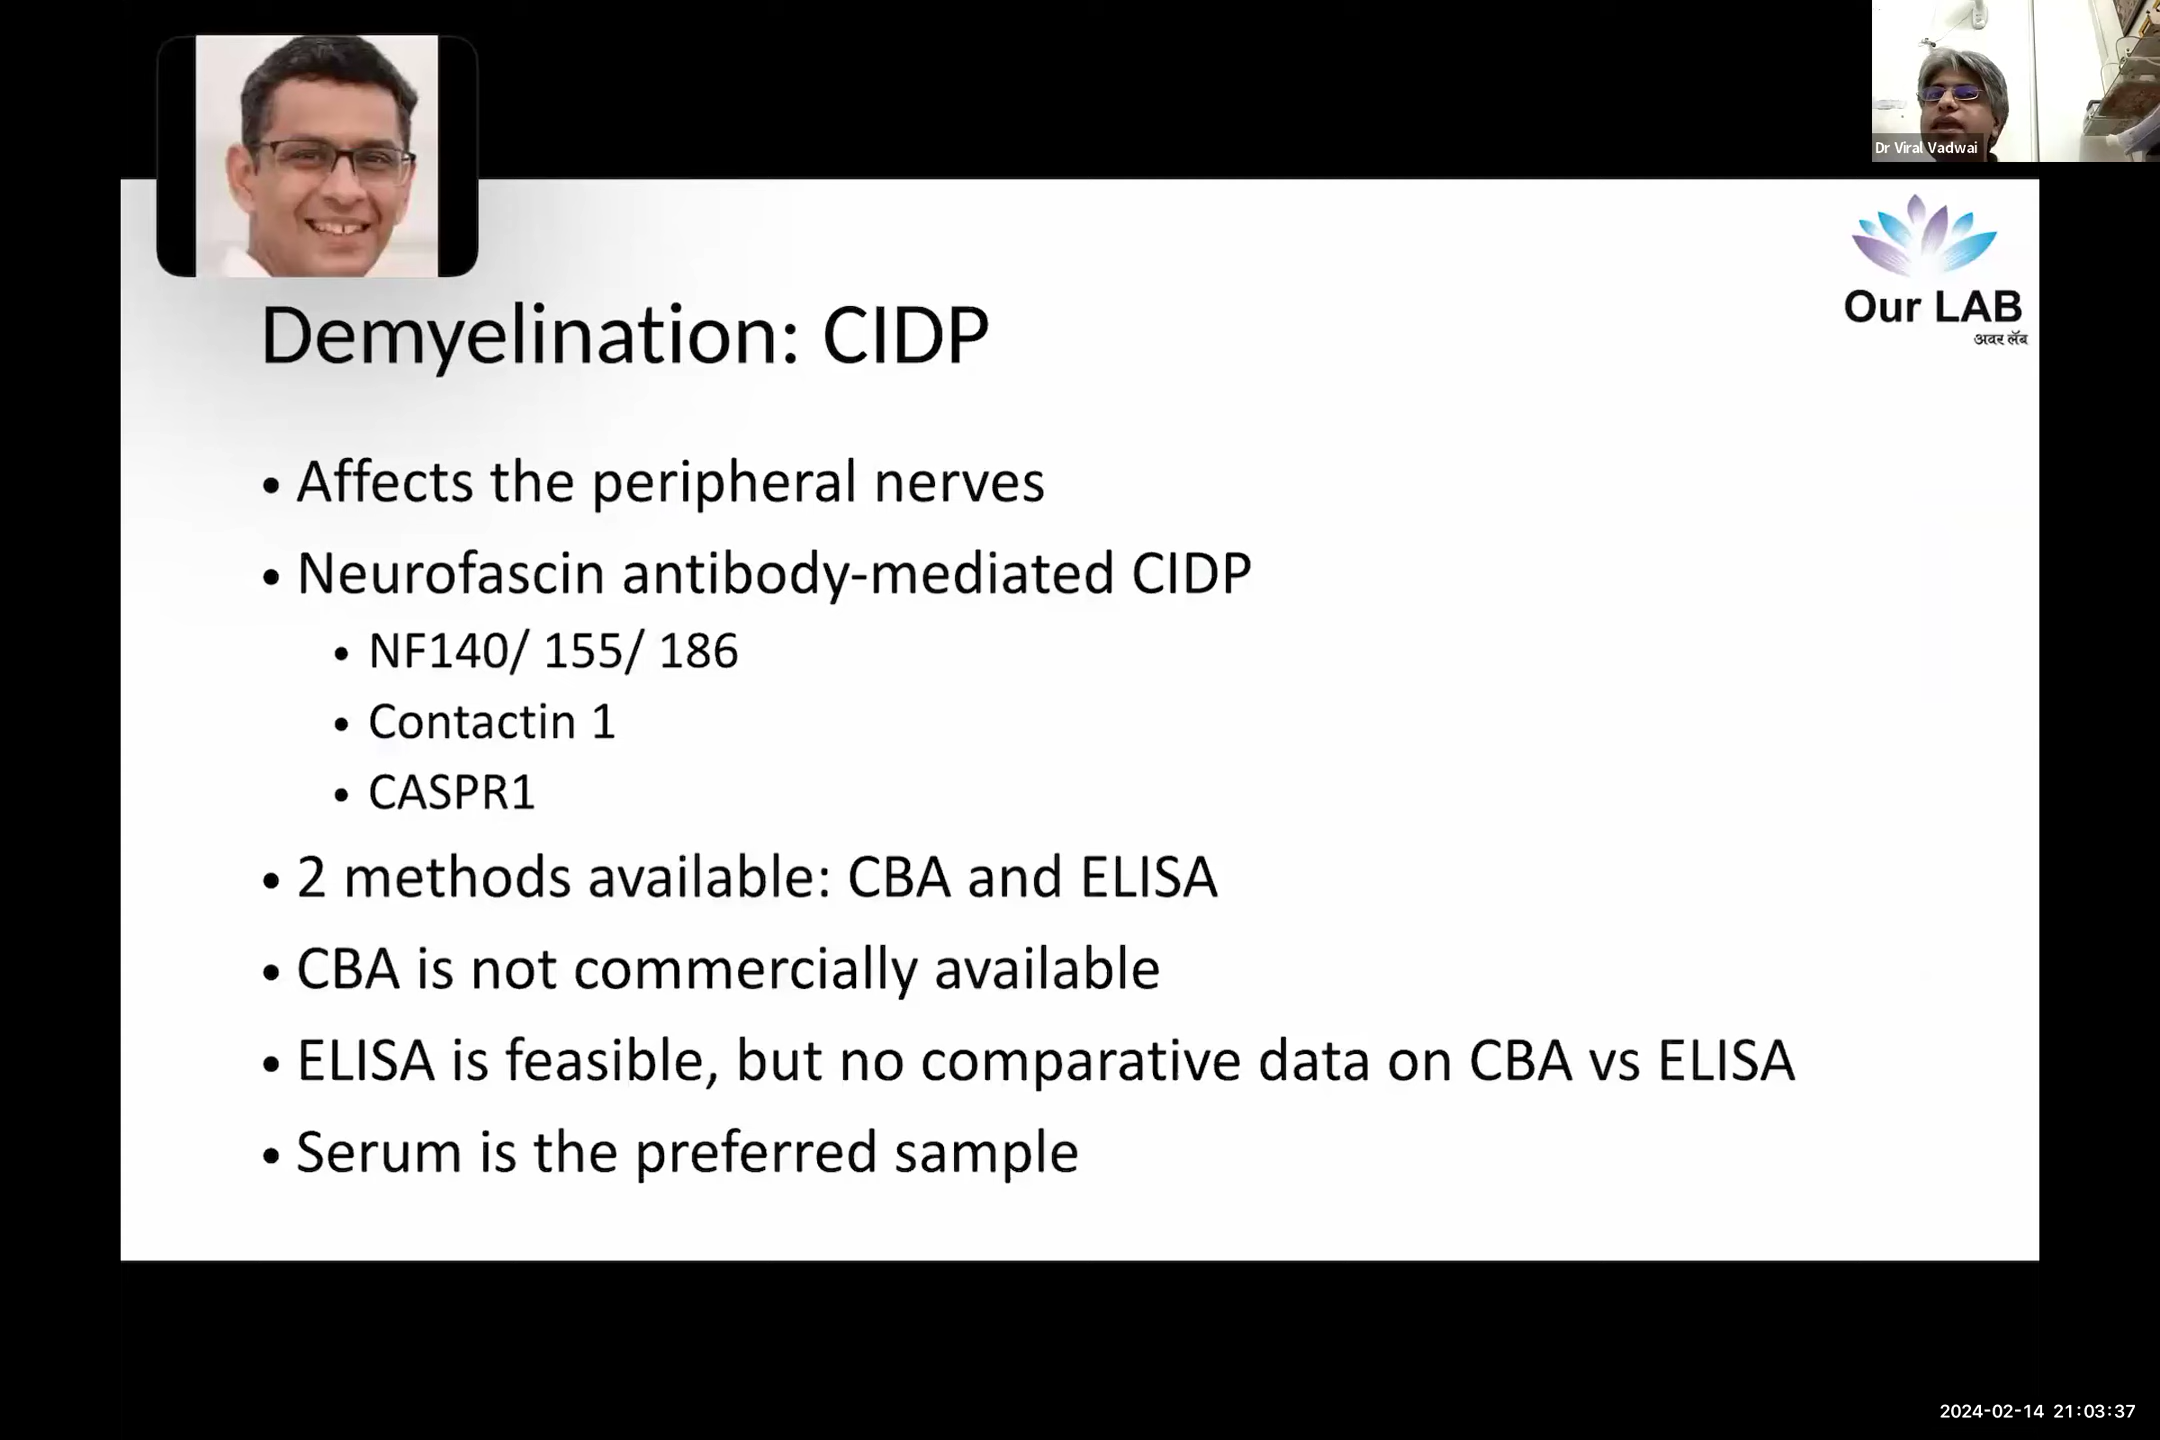 Dr Viral Vadwai
Our LAB
अवर लॅब
Demyelination: CIDP
• Affects the peripheral nerves
• Neurofascin antibody-mediated CIDP
• NF140/ 155/ 186
• Contactin 1
• CASPR1
• 2 methods available: CBA and ELISA
• CBA is not commercially available
• ELISA is feasible, but no comparative data on CBA vs ELISA
• Serum is the preferred sample
2024-02-14 21:03:37